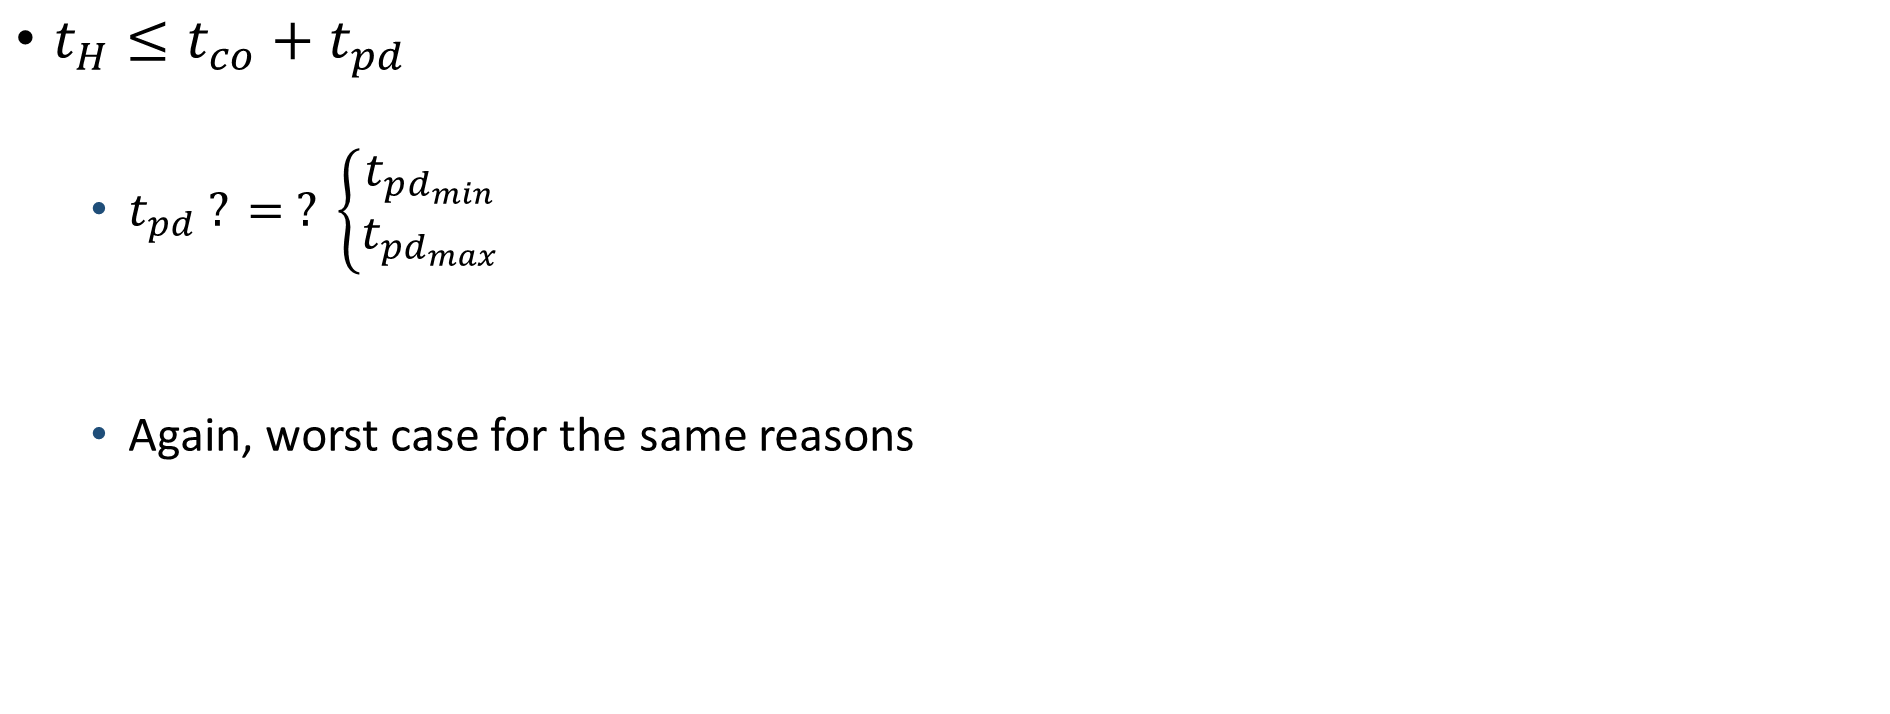 • t_H ≤ t_co + t_pd
• t_pd ? = ? { t_pd_min
t_pd_max
• Again, worst case for the same reasons